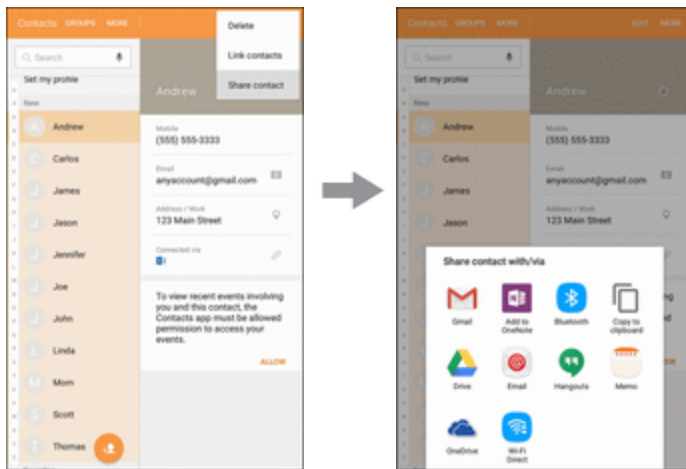 Contacts GROUPS MORE
Delete
Link contacts
Share contact
Search
Set my profile
New
Andrew
A Andrew
C Carlos
J James
J Jason
J Jennifer
J Joe
J John
L Linda
M Mom
S Scott
T Thomas
Mobile
(555) 555-3333
Email
anyaccount@gmail.com
Address / Work
123 Main Street
Connected via
To view recent events involving
you and this contact, the
Contacts app must be allowed
permission to access your
events.
ALLOW
Contacts GROUPS MORE
EDIT MORE
Search
Set my profile
New
Andrew
A Andrew
C Carlos
J James
J Jason
Mobile
(555) 555-3333
Email
anyaccount@gmail.com
Address / Work
123 Main Street
Share contact with/via
Gmail
Add to
OneNote
Bluetooth
Copy to
clipboard
Drive
Email
Hangouts
Memo
OneDrive
Wi-Fi
Direct